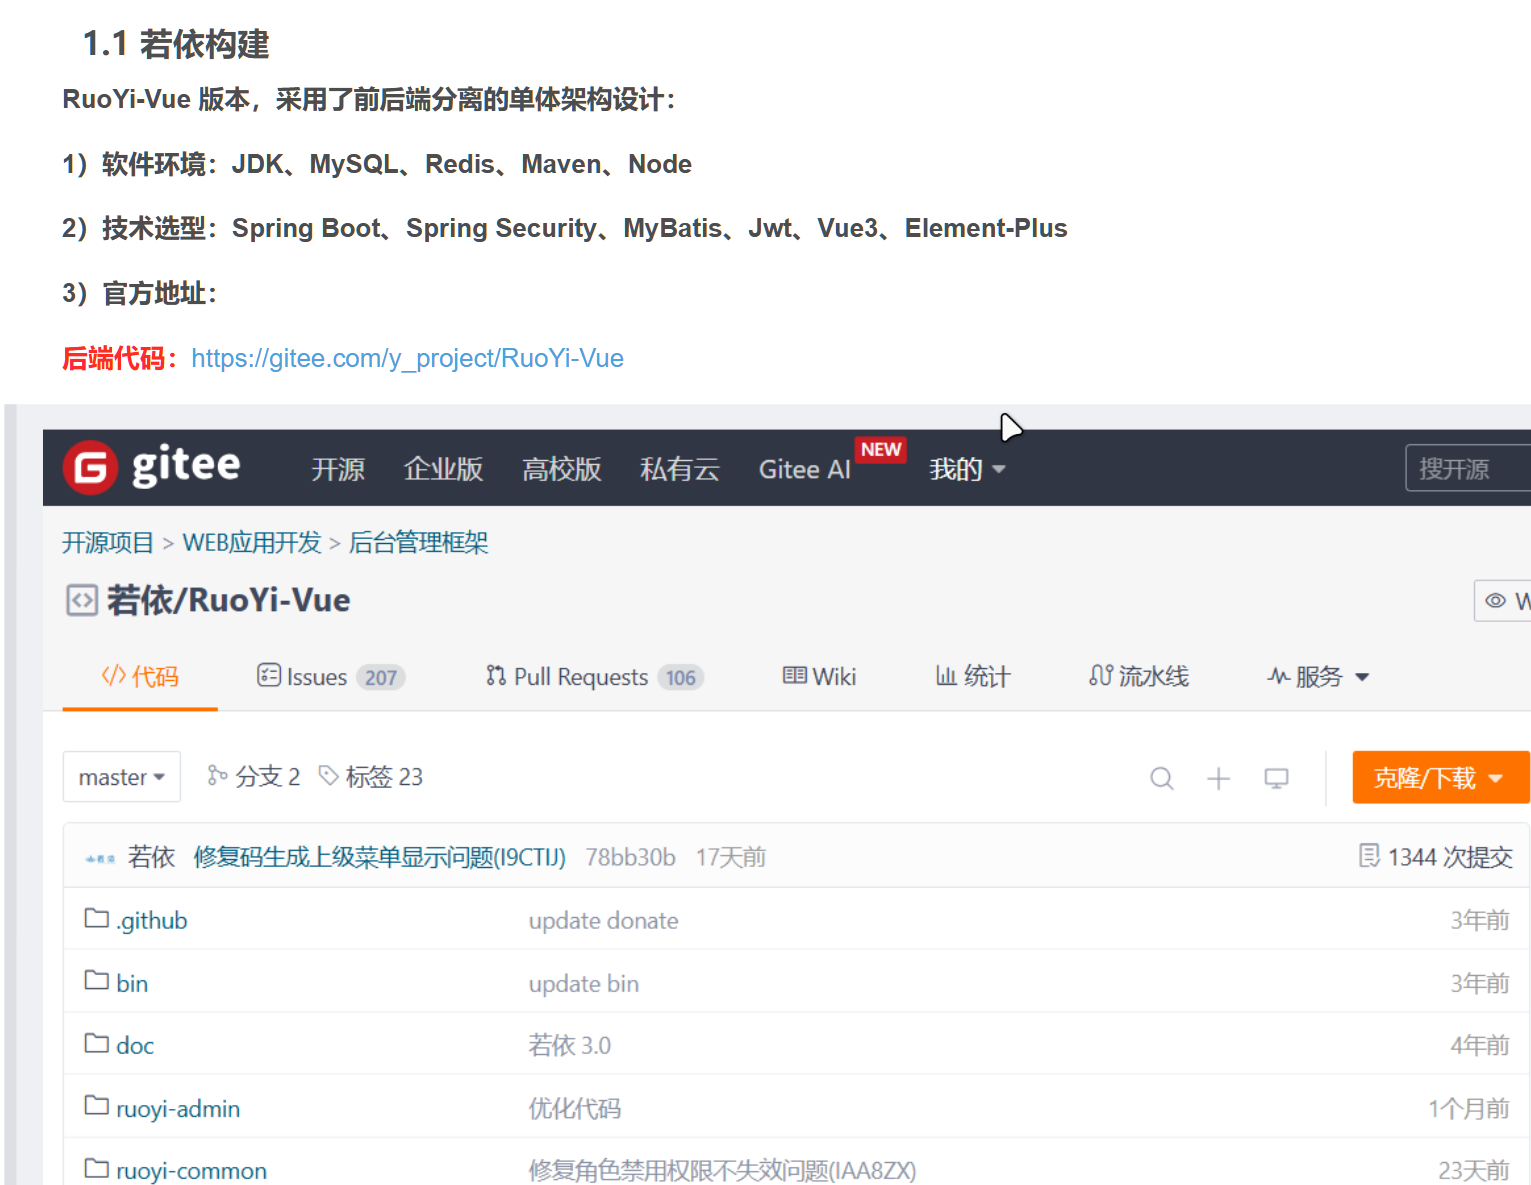 1.1 若依构建
RuoYi-Vue 版本，采用了前后端分离的单体架构设计：
1）软件环境：JDK、MySQL、Redis、Maven、Node
2）技术选型：Spring Boot、Spring Security、MyBatis、Jwt、Vue3、Element-Plus
3）官方地址：
后端代码：https://gitee.com/y_project/RuoYi-Vue
gitee 开源 企业版 高校版 私有云 Gitee AI NEW 我的 搜开源
开源项目 > WEB应用开发 > 后台管理框架
若依/RuoYi-Vue
代码 Issues 207 Pull Requests 106 Wiki 统计 流水线 服务
master 分支 2 标签 23 克隆/下载
若依 修复码生成上级菜单显示问题(I9CTIJ) 78bb30b 17天前 1344 次提交
.github update donate 3年前
bin update bin 3年前
doc 若依 3.0 4年前
ruoyi-admin 优化代码 1个月前
ruoyi-common 修复角色禁用权限不失效问题(IAA8ZX) 23天前